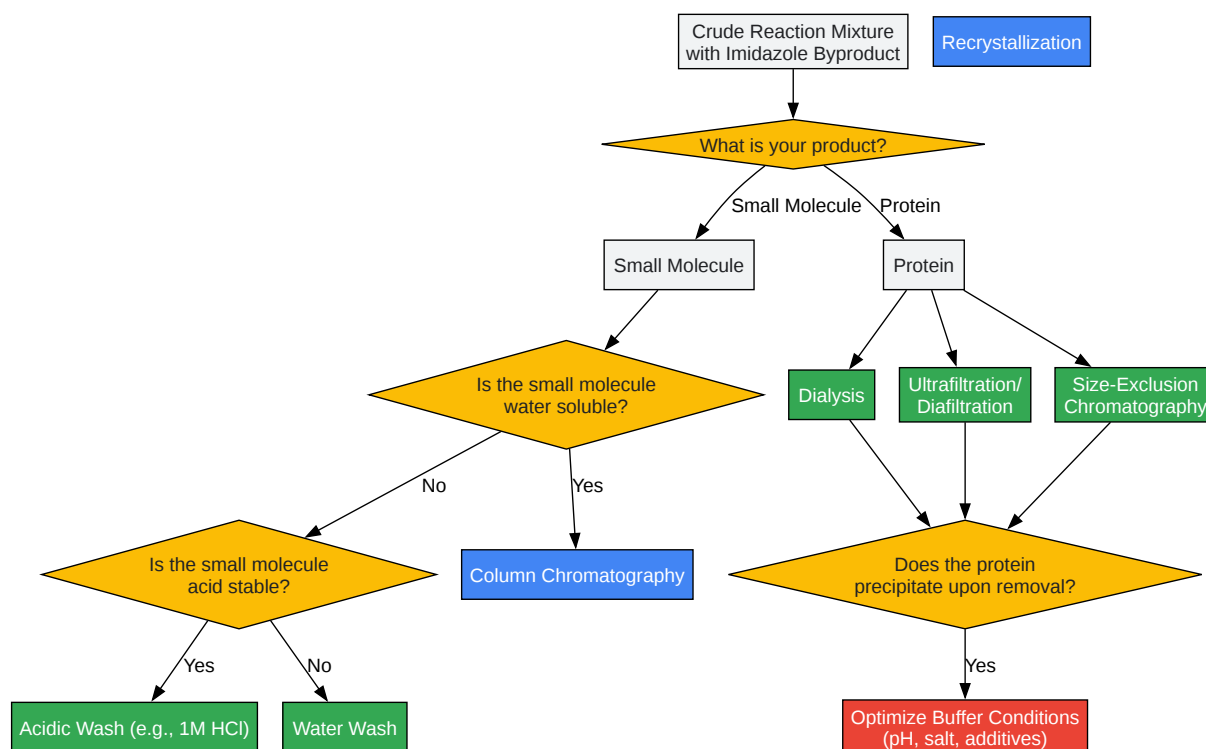 Crude Reaction Mixture
with Imidazole Byproduct
Recrystallization
What is your product?
Small Molecule
Protein
Small Molecule
Protein
Is the small molecule
water soluble?
Dialysis
Ultrafiltration/
Diafiltration
Size-Exclusion
Chromatography
No
Yes
Is the small molecule
acid stable?
Column Chromatography
Does the protein
precipitate upon removal?
Yes
No
Yes
Acidic Wash (e.g., 1M HCl)
Water Wash
Optimize Buffer Conditions
(pH, salt, additives)